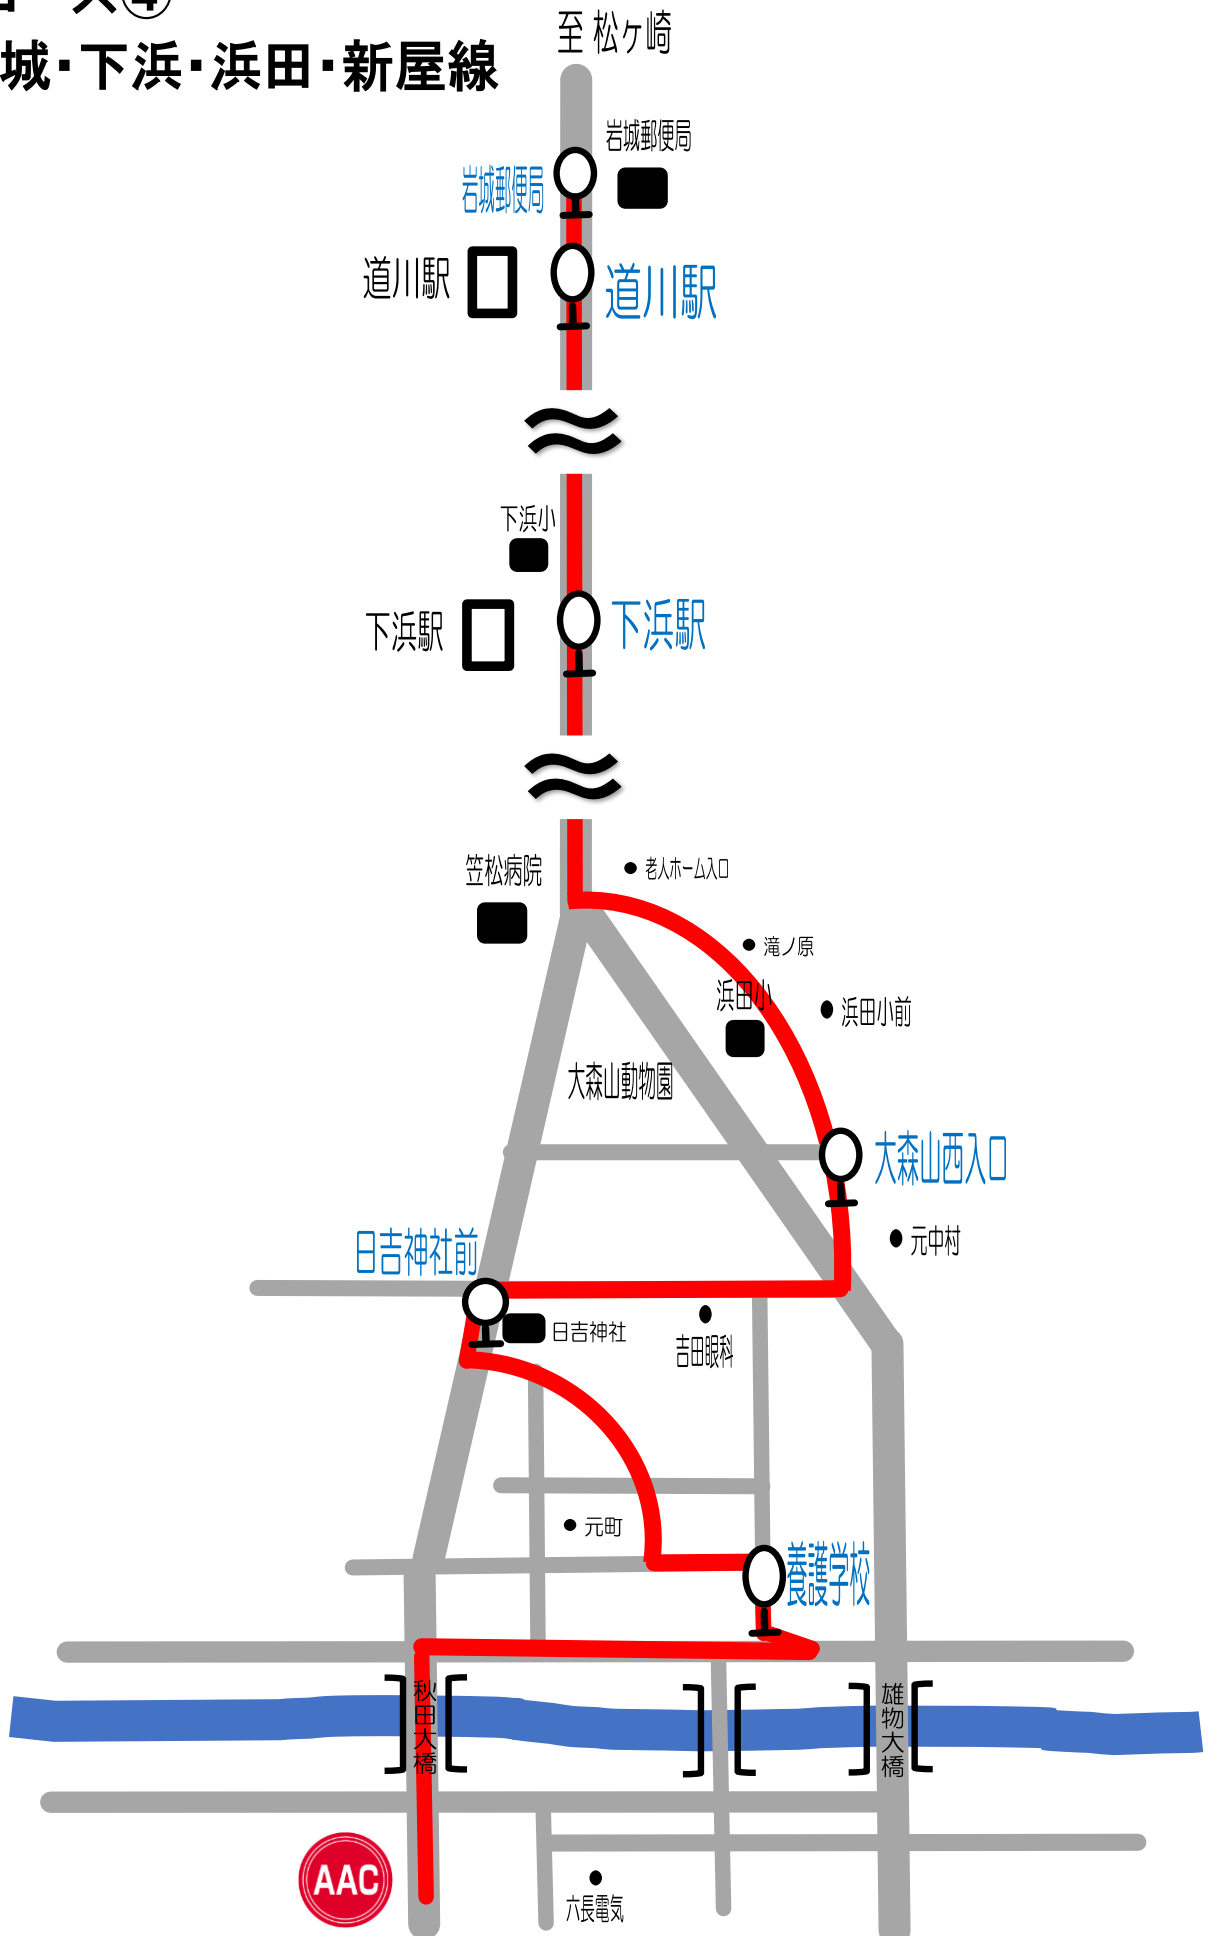 ース④
城・下浜・浜田・新屋線
至 松ヶ崎
岩城郵便局
岩城郵便局
道川駅
道川駅
下浜小
下浜駅
下浜駅
笠松病院
老人ホーム入口
滝ノ原
浜田小
浜田小前
大森山動物園
大森山西入口
日吉神社前
元中村
日吉神社
吉田眼科
元町
養護学校
秋田大橋
雄物大橋
AAC
六長電気